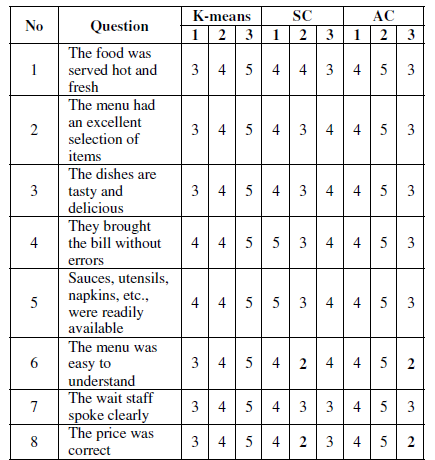 No Question K-means SC AC
1 2 3 1 2 3 1 2 3
1 The food was served hot and fresh 3 4 5 4 4 3 4 5 3
2 The menu had an excellent selection of items 3 4 5 4 3 4 4 5 3
3 The dishes are tasty and delicious 3 4 5 4 3 4 4 5 3
4 They brought the bill without errors 4 4 5 5 3 4 4 5 3
5 Sauces, utensils, napkins, etc., were readily available 4 4 5 5 3 4 4 5 3
6 The menu was easy to understand 3 4 5 4 2 4 4 5 2
7 The wait staff spoke clearly 3 4 5 4 3 3 4 5 3
8 The price was correct 3 4 5 4 2 3 4 5 2